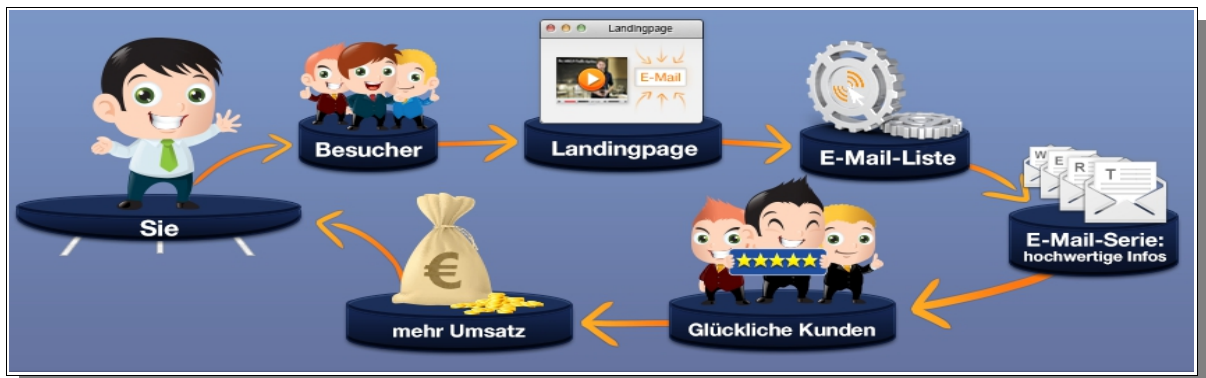 Landingpage
E-Mail
Besucher
Landingpage
E-Mail-Liste
W E R T
Sie
E-Mail-Serie:
hochwertige Infos
€
mehr Umsatz
Glückliche Kunden